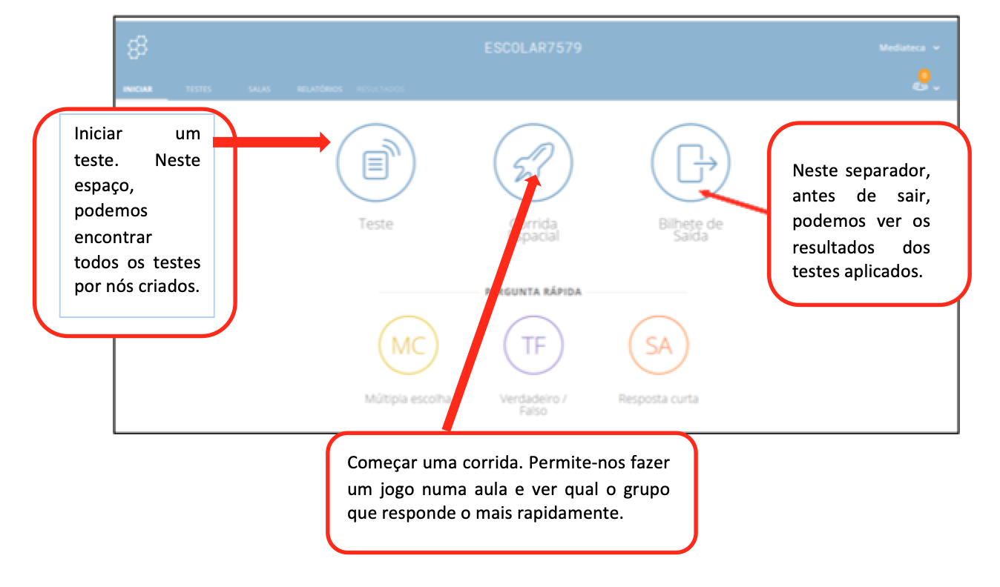 ESCOLAR7579
Mediateca
0
INICIAR TESTES SALAS RELATÓRIOS RESULTADOS
Iniciar um
teste. Neste
espaço,
podemos
encontrar
todos os testes
por nós criados.
Teste
Corrida
Espacial
Bilhete de
Saída
Neste separador,
antes de sair,
podemos ver os
resultados dos
testes aplicados.
PERGUNTA RÁPIDA
MC
TF
SA
Múltipla escolha
Verdadeiro /
Falso
Resposta curta
Começar uma corrida. Permite-nos fazer
um jogo numa aula e ver qual o grupo
que responde o mais rapidamente.